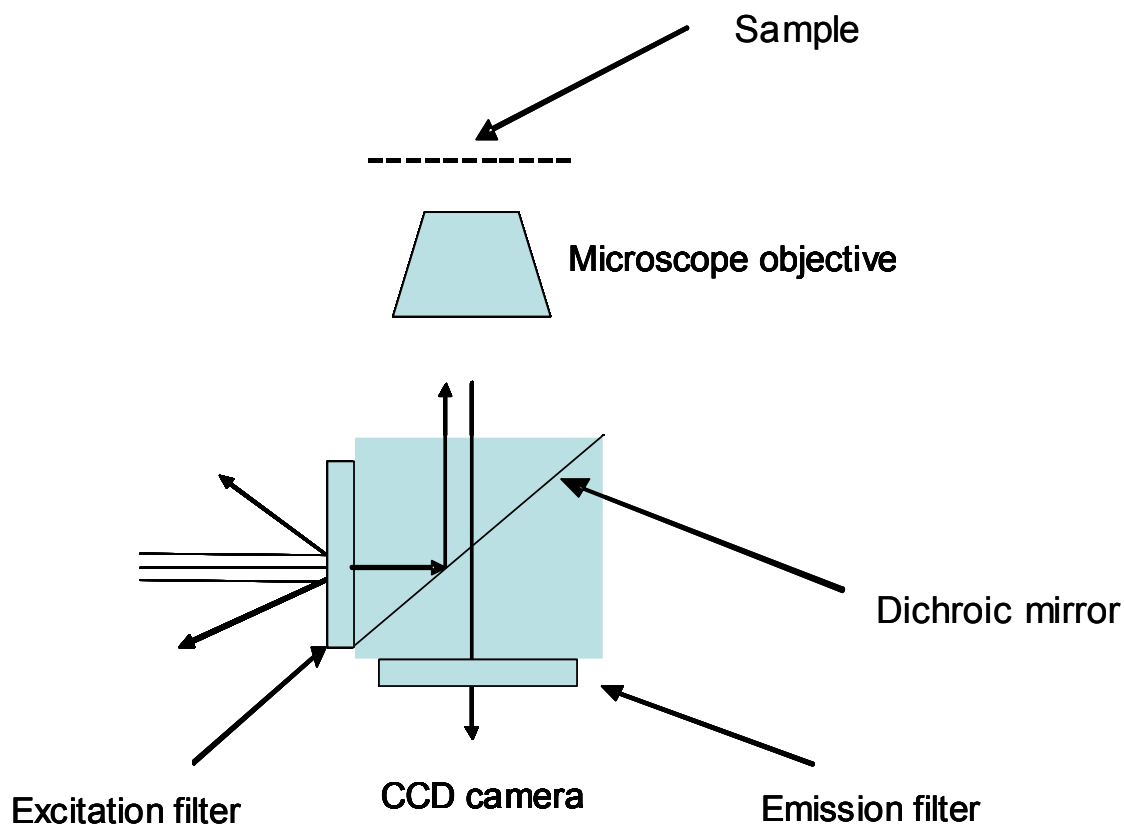 Sample
Microscope objective
Dichroic mirror
Excitation filter
CCD camera
Emission filter